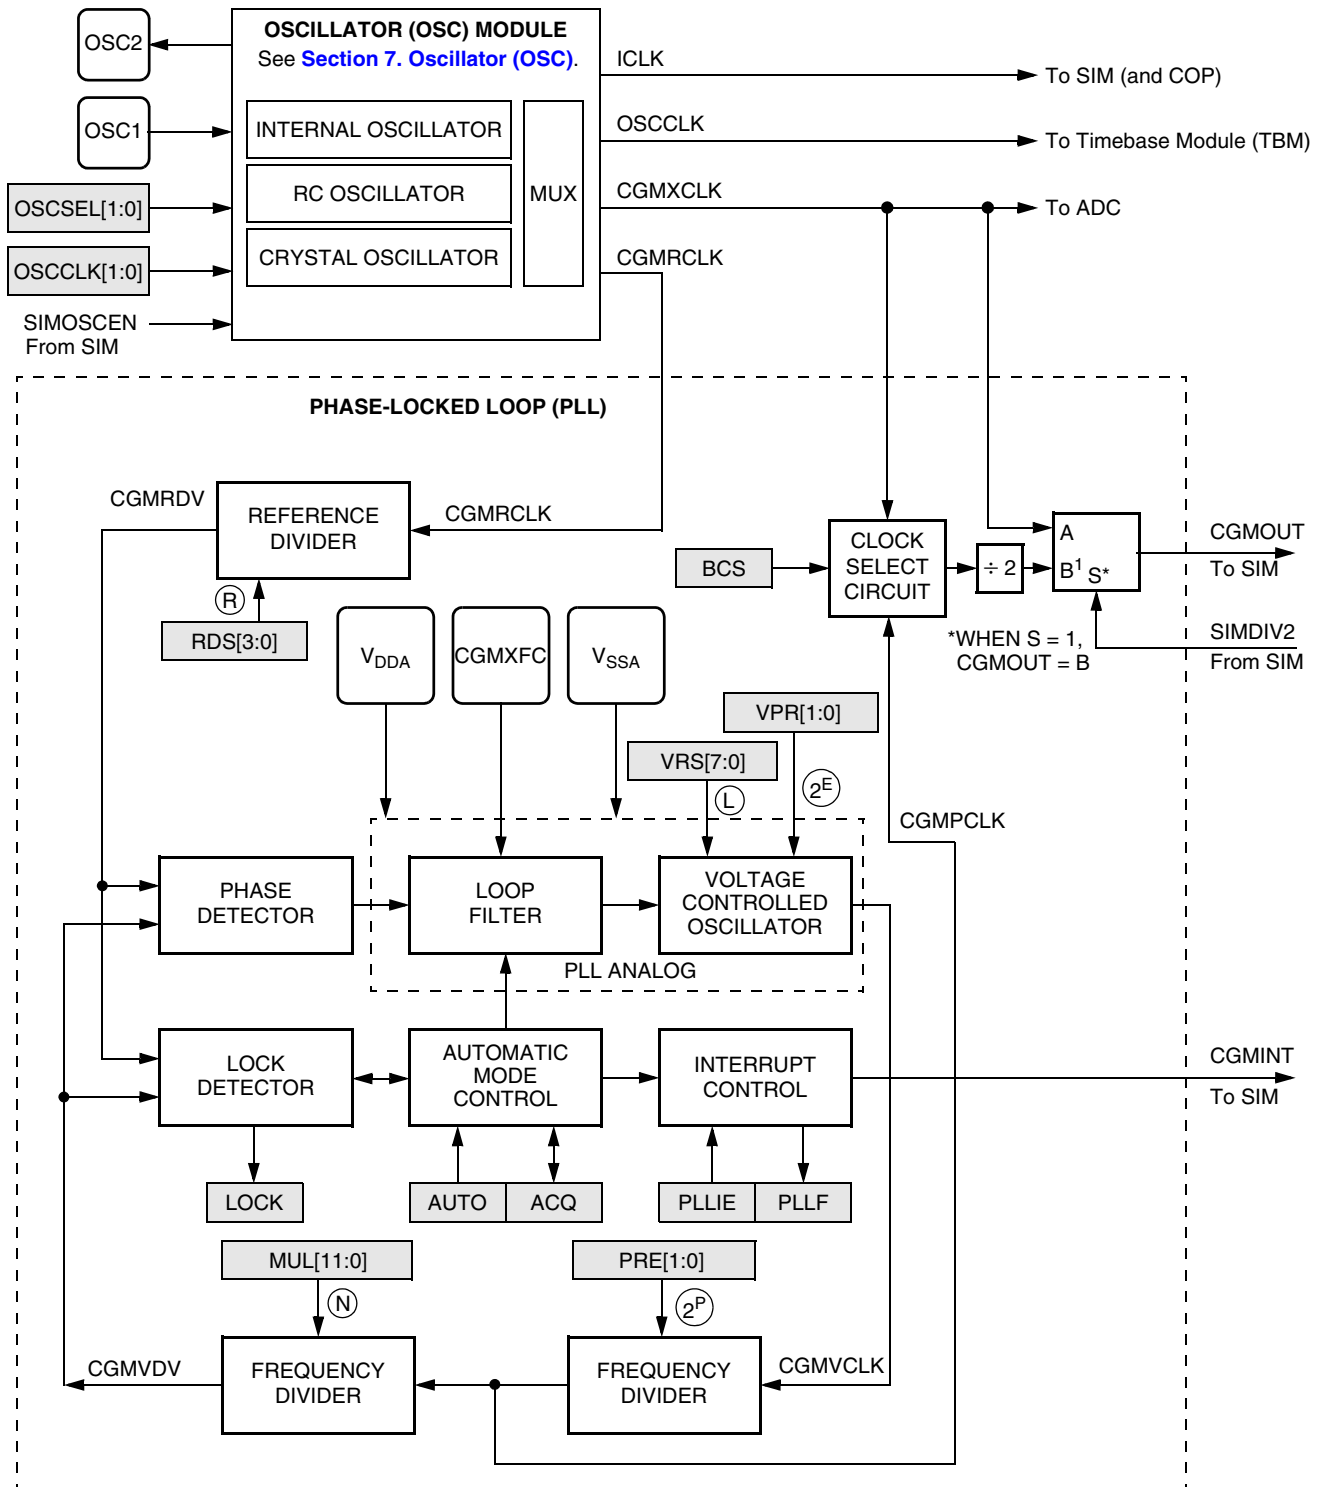 OSCILLATOR (OSC) MODULE
See Section 7. Oscillator (OSC).
OSC2
OSC1
OSCSEL[1:0]
OSCCLK[1:0]
SIMOSCEN
From SIM
INTERNAL OSCILLATOR
RC OSCILLATOR
CRYSTAL OSCILLATOR
MUX
ICLK
To SIM (and COP)
OSCCLK
To Timebase Module (TBM)
CGMXCLK
To ADC
CGMRCLK
PHASE-LOCKED LOOP (PLL)
CGMRDV
REFERENCE
DIVIDER
CGMRCLK
R
RDS[3:0]
BCS
CLOCK
SELECT
CIRCUIT
÷ 2
A
B1 S*
CGMOUT
To SIM
*WHEN S = 1,
CGMOUT = B
SIMDIV2
From SIM
VDDA
CGMXFC
VSSA
VPR[1:0]
VRS[7:0]
L
2E
CGMPCLK
PHASE
DETECTOR
LOOP
FILTER
VOLTAGE
CONTROLLED
OSCILLATOR
PLL ANALOG
LOCK
DETECTOR
AUTOMATIC
MODE
CONTROL
INTERRUPT
CONTROL
CGMINT
To SIM
LOCK
AUTO
ACQ
PLLIE
PLLF
MUL[11:0]
N
PRE[1:0]
2P
CGMVDV
FREQUENCY
DIVIDER
FREQUENCY
DIVIDER
CGMVCLK